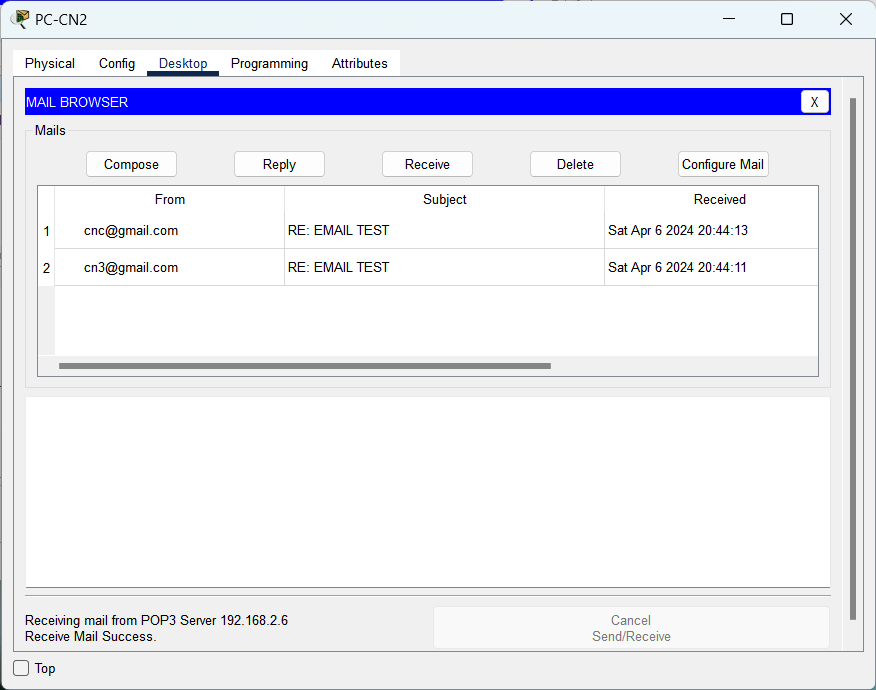 PC-CN2
Physical Config Desktop Programming Attributes
MAIL BROWSER X
Mails
Compose Reply Receive Delete Configure Mail
From Subject Received
1 cnc@gmail.com RE: EMAIL TEST Sat Apr 6 2024 20:44:13
2 cn3@gmail.com RE: EMAIL TEST Sat Apr 6 2024 20:44:11
Receiving mail from POP3 Server 192.168.2.6
Receive Mail Success.
Cancel
Send/Receive
Top